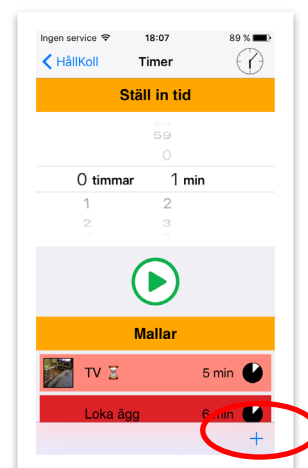 Ingen service 18:07 89 %
HållKoll Timer
Ställ in tid
59
0
0 timmar 1 min
1 2
2 3
Mallar
TV 5 min
Loka ägg 6 min
+